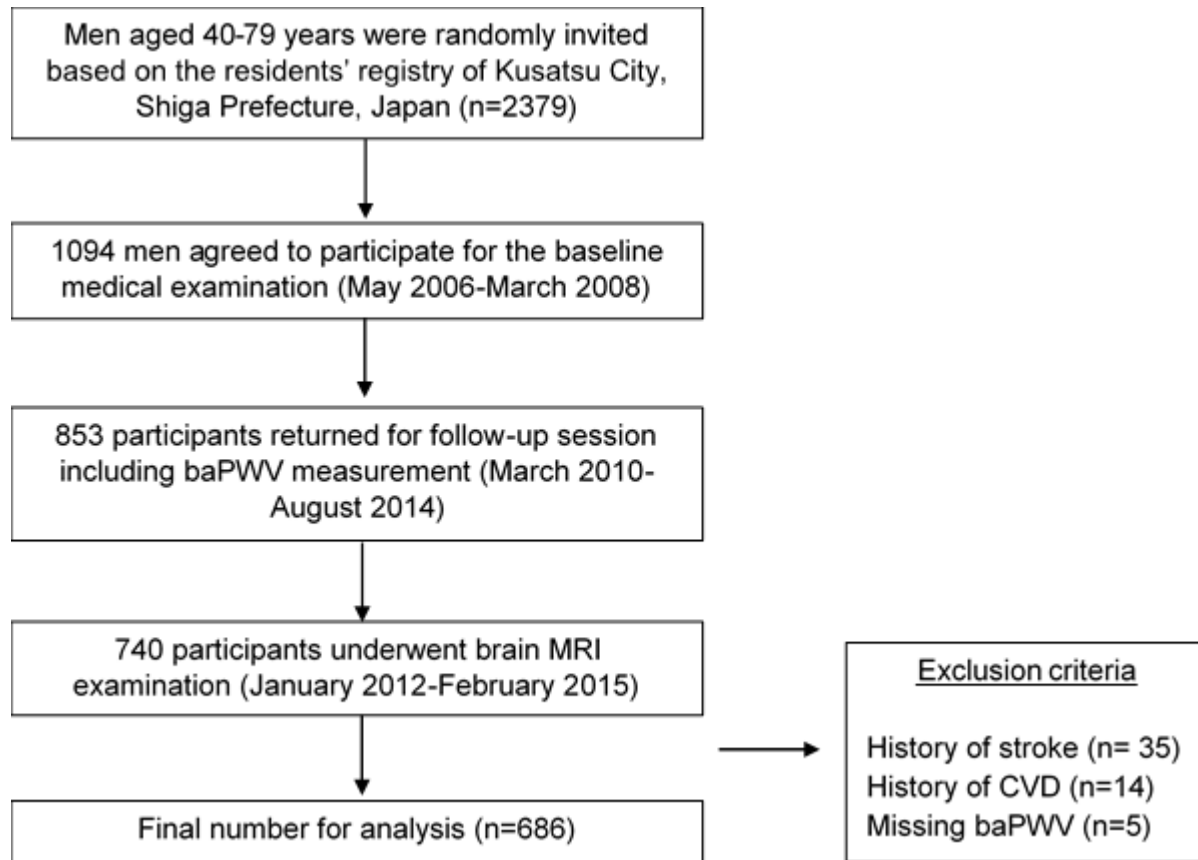 Men aged 40-79 years were randomly invited
based on the residents’ registry of Kusatsu City,
Shiga Prefecture, Japan (n=2379)
1094 men agreed to participate for the baseline
medical examination (May 2006-March 2008)
853 participants returned for follow-up session
including baPWV measurement (March 2010-
August 2014)
740 participants underwent brain MRI
examination (January 2012-February 2015)
Exclusion criteria
History of stroke (n= 35)
History of CVD (n=14)
Missing baPWV (n=5)
Final number for analysis (n=686)